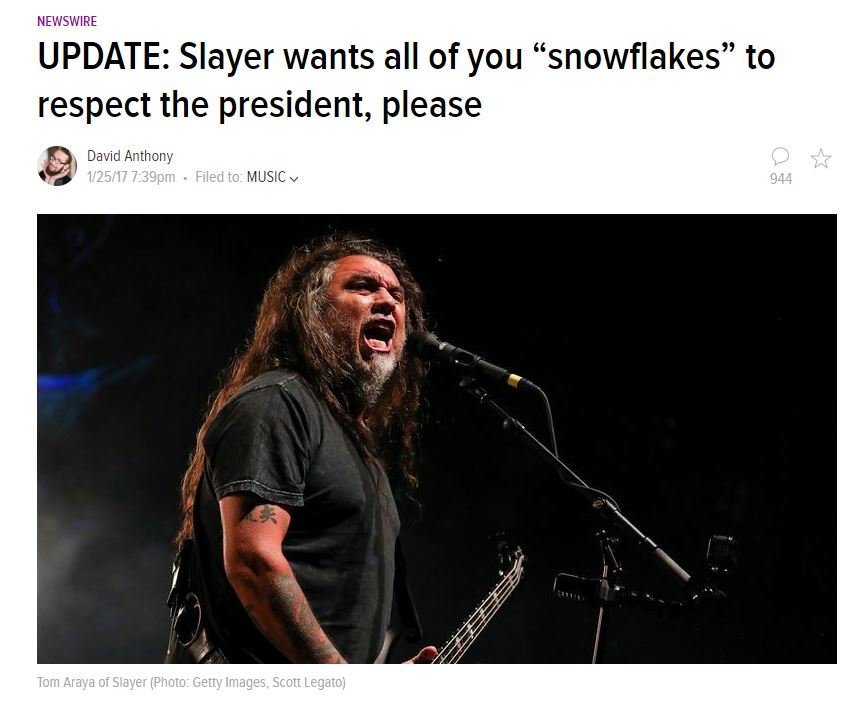 NEWSWIRE
UPDATE: Slayer wants all of you “snowflakes” to
respect the president, please
David Anthony
1/25/17 7:39pm • Filed to: MUSIC
944
Tom Araya of Slayer (Photo: Getty Images, Scott Legato)